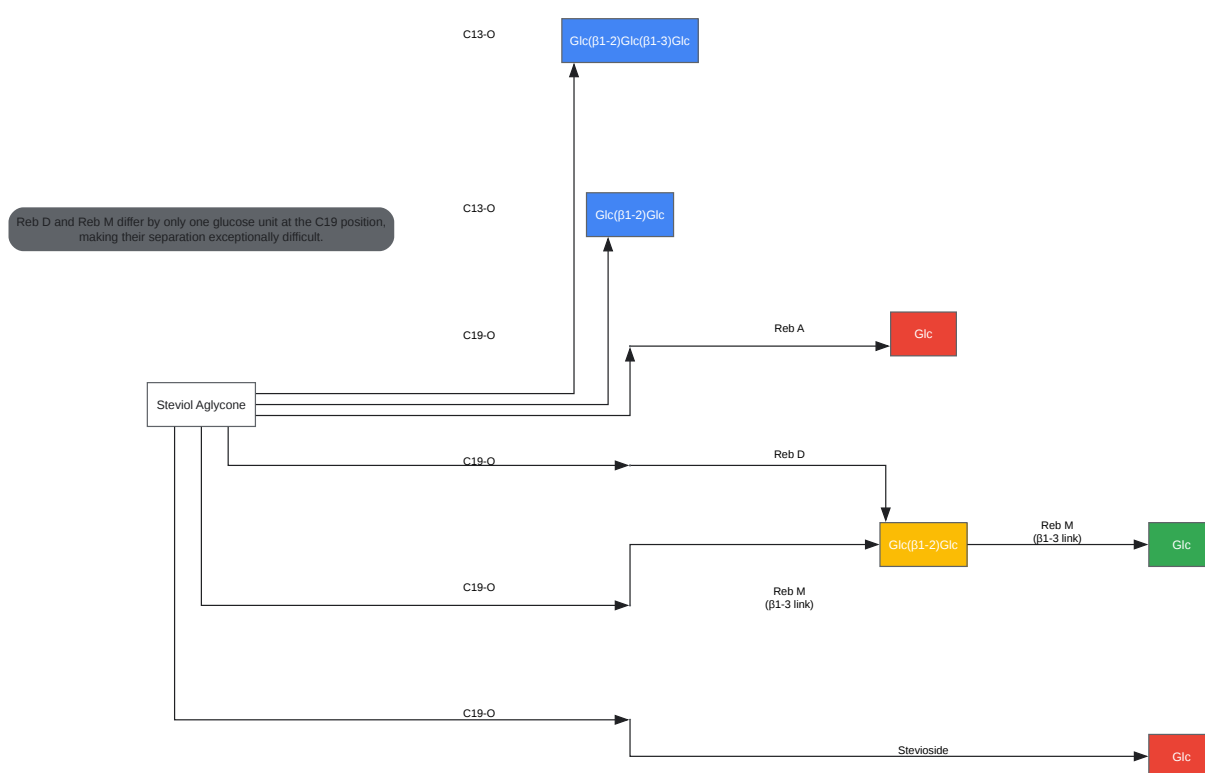 C13-O
Glc(β1-2)Glc(β1-3)Glc
C13-O
Glc(β1-2)Glc
Reb D and Reb M differ by only one glucose unit at the C19 position,
making their separation exceptionally difficult.
C19-O
Reb A
Glc
Steviol Aglycone
C19-O
Reb D
Glc(β1-2)Glc
Reb M
(β1-3 link)
Glc
C19-O
Reb M
(β1-3 link)
C19-O
Stevioside
Glc